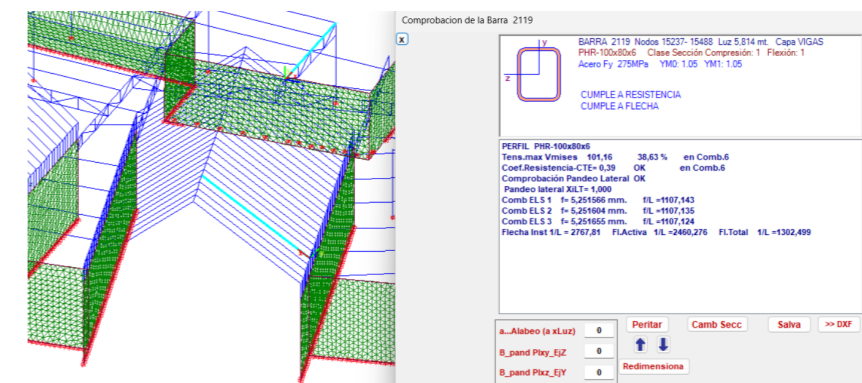 Comprobacion de la Barra 2119
x
y
z
BARRA 2119 Nodos 15237- 15488 Luz 5,814 mt. Capa VIGAS
PHR-100x80x6 Clase Sección Compresión: 1 Flexión: 1
Acero Fy 275MPa YM0: 1.05 YM1: 1.05
CUMPLE A RESISTENCIA
CUMPLE A FLECHA
PERFIL PHR-100x80x6
Tens.max Vmises 101,16 38,63 % en Comb.6
Coef.Resistencia-CTE= 0,39 OK en Comb.6
Comprobación Pandeo Lateral OK
Pandeo lateral XiLT= 1,000
Comb ELS 1 f= 5,251566 mm. f/L =1107,143
Comb ELS 2 f= 5,251604 mm. f/L =1107,135
Comb ELS 3 f= 5,251655 mm. f/L =1107,124
Flecha Inst 1/L = 2767,81 Fl.Activa 1/L =2460,276 Fl.Total 1/L =1302,499
a...Alabeo (a xLuz) 0 Peritar Camb Secc Salva >> DXF
B_pand Plxy_EjZ 0
B_pand Plxz_EjY 0 Redimensiona